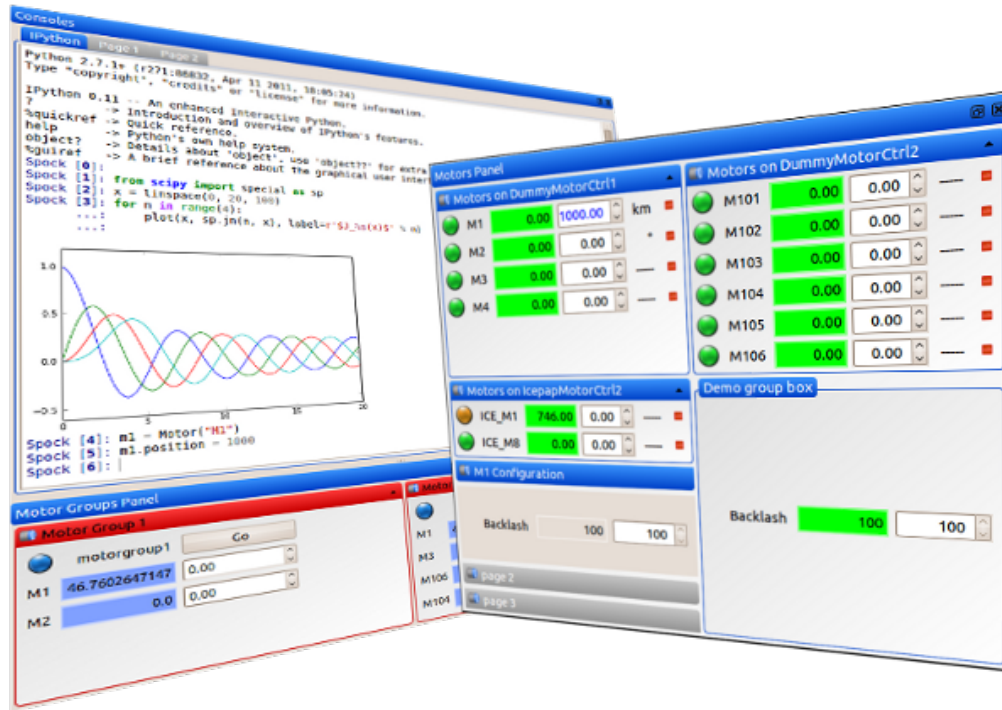 Consoles
IPython Page 1 Page 2
Python 2.7.1+ (r271:86832, Apr 11 2011, 18:05:24)
Type "copyright", "credits" or "license" for more information.
IPython 0.11 -- An enhanced Interactive Python.
? -> Introduction and overview of IPython's features.
%quickref -> Quick reference.
help -> Python's own help system.
object? -> Details about 'object', use 'object??' for extra
%guiref -> A brief reference about the graphical user interf
Spock [0]:
Spock [1]: from scipy import special as sp
Spock [2]: x = linspace(0, 20, 100)
Spock [3]: for n in range(4):
...: plot(x, sp.jn(n, x), label=r'$J_%i(x)$' % n)
...:
1.0
0.5
0.0
-0.5
0 5 10 15 20
Spock [4]: m1 = Motor("M1")
Spock [5]: m1.position = 1000
Spock [6]:
Motor Groups Panel
Motor Group 1
motorgroup1 Go
M1 46.7602647147 0.00
M2 0.0 0.00
M1
M3
M106
M104
Motors Panel
Motors on DummyMotorCtrl1
M1 0.00 1000.00 km
M2 0.00 0.00 °
M3 0.00 0.00 ----
M4 0.00 0.00 ----
Motors on DummyMotorCtrl2
M101 0.00 0.00 ----
M102 0.00 0.00 ----
M103 0.00 0.00 ----
M104 0.00 0.00 ----
M105 0.00 0.00 ----
M106 0.00 0.00 ----
Motors on IcepapMotorCtrl2
ICE_M1 746.00 0.00 ----
ICE_M8 0.00 0.00 ----
M1 Configuration
Backlash 100 100
page 2
page 3
Demo group box
Backlash 100 100